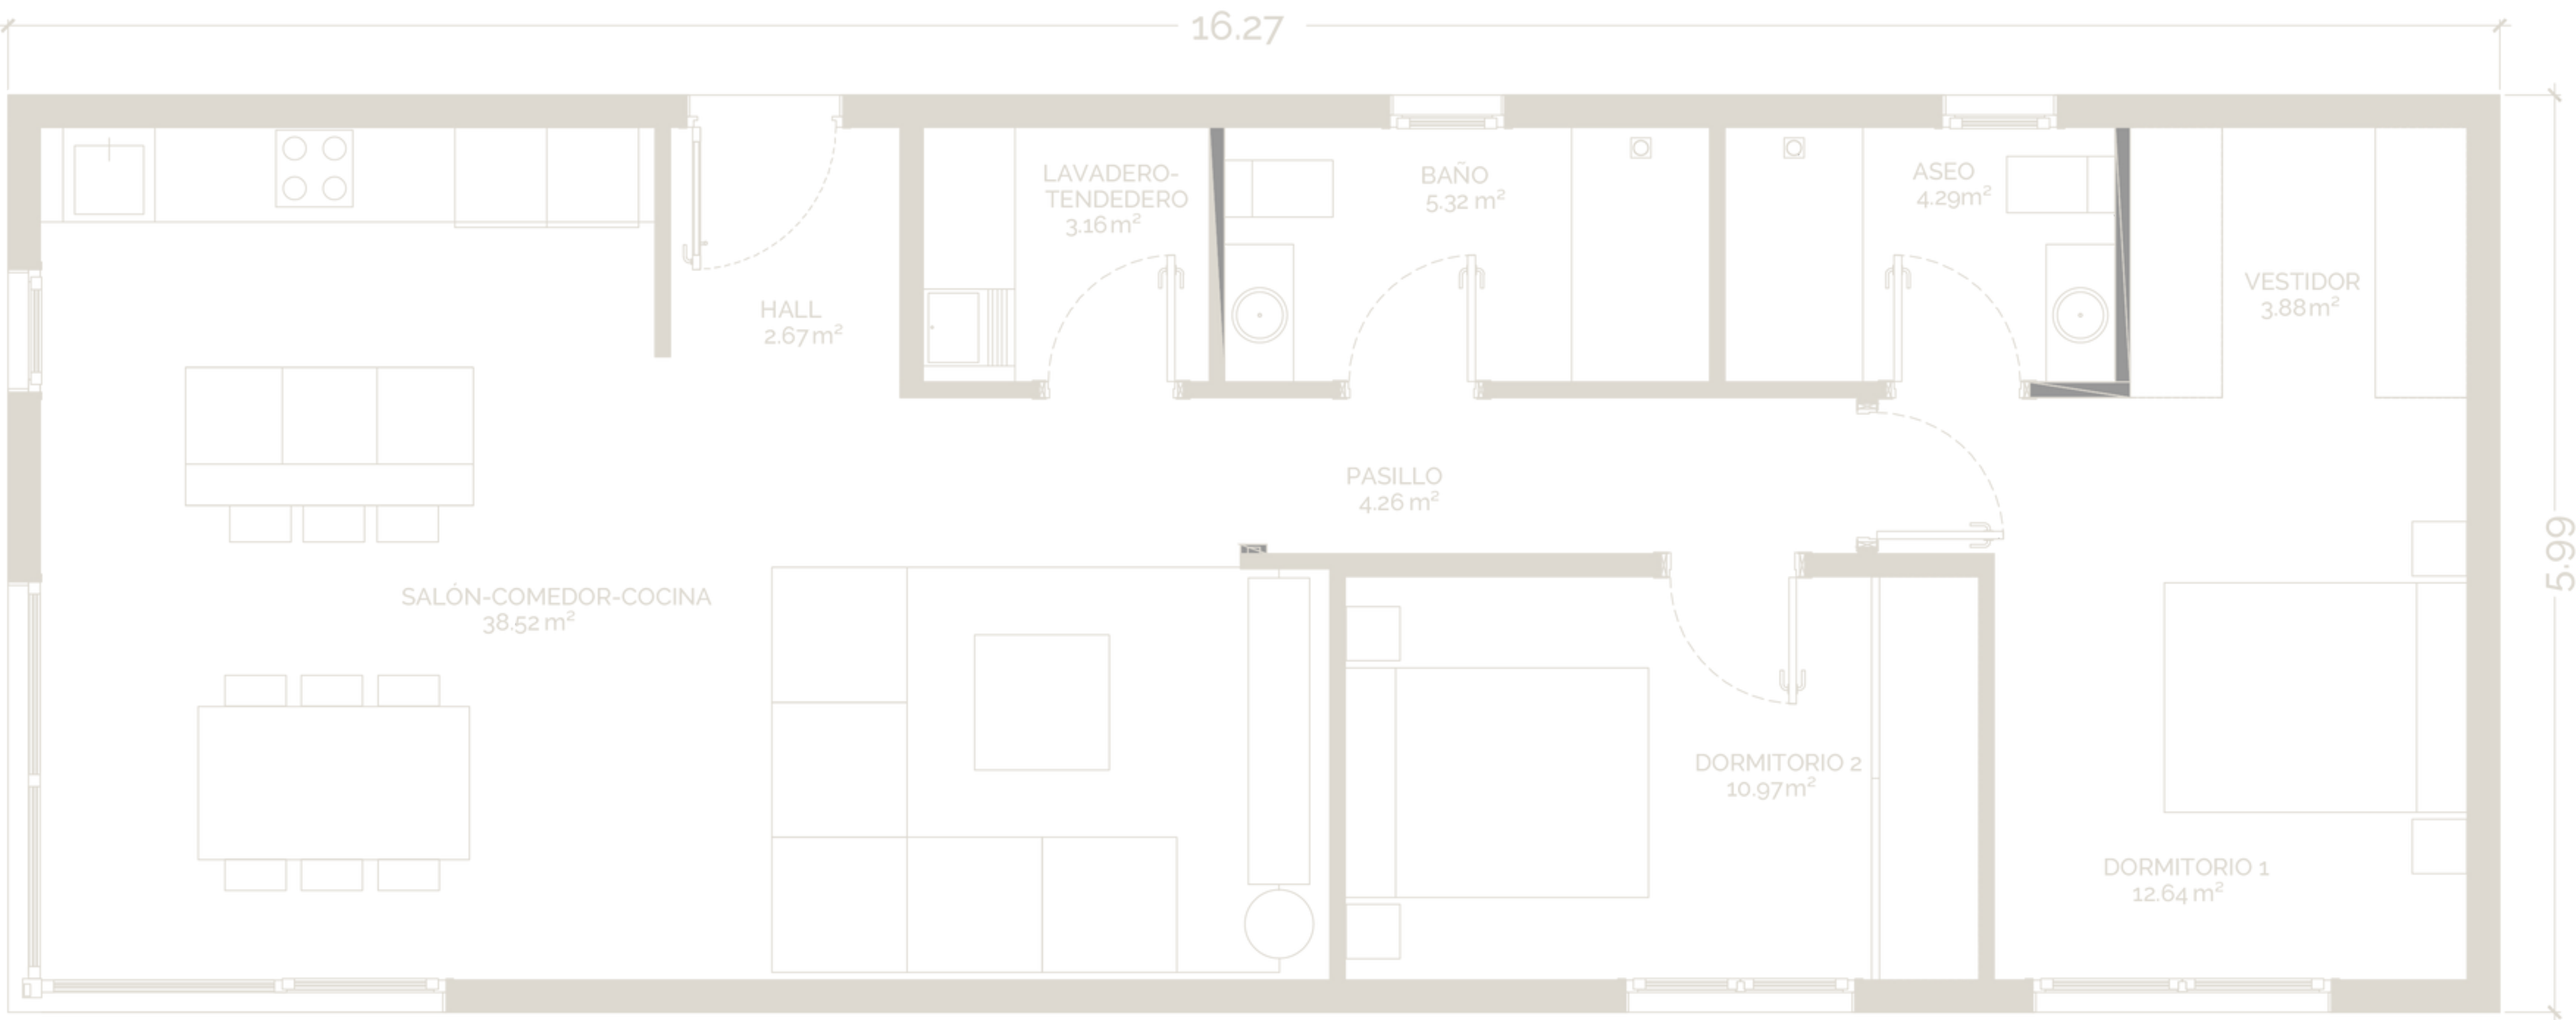 16.27
LAVADERO-
TENDEDERO
3.16 m²
BAÑO
5.32 m²
ASEO
4.29m²
VESTIDOR
3.88 m²
HALL
2.67 m²
PASILLO
4.26 m²
5.99
SALÓN-COMEDOR-COCINA
38.52 m²
DORMITORIO 2
10.97m²
DORMITORIO 1
12.64 m²